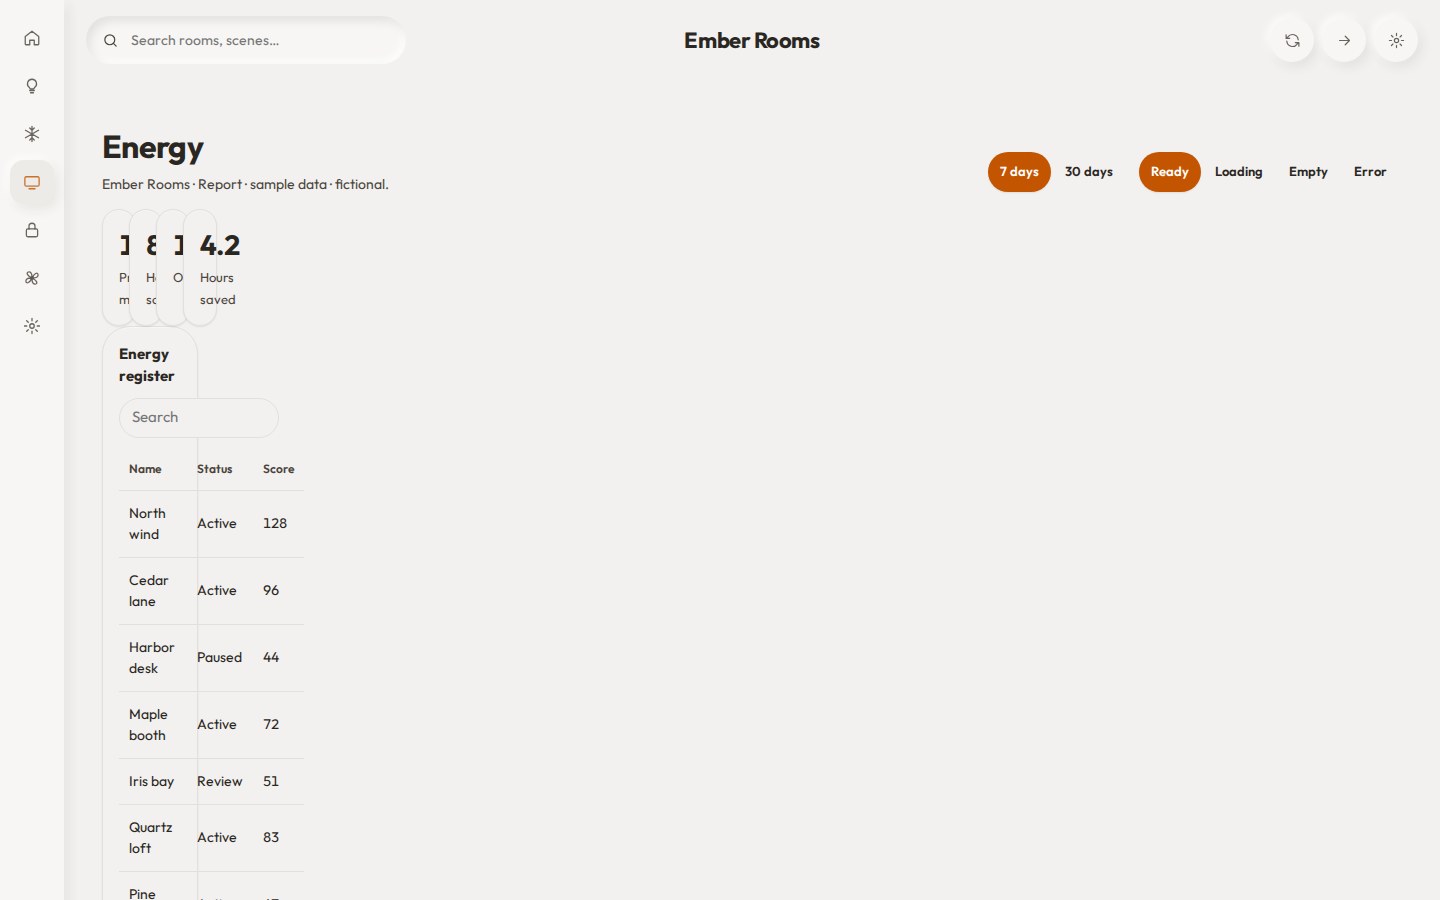 Search rooms, scenes...
Ember Rooms
Energy
Ember Rooms · Report · sample data · fictional.
7 days
30 days
Ready
Loading
Empty
Error
4.2
Hours
saved
Energy
register
Search
Name Status Score
North wind Active 128
Cedar lane Active 96
Harbor desk Paused 44
Maple booth Active 72
Iris bay Review 51
Quartz loft Active 83
Pine